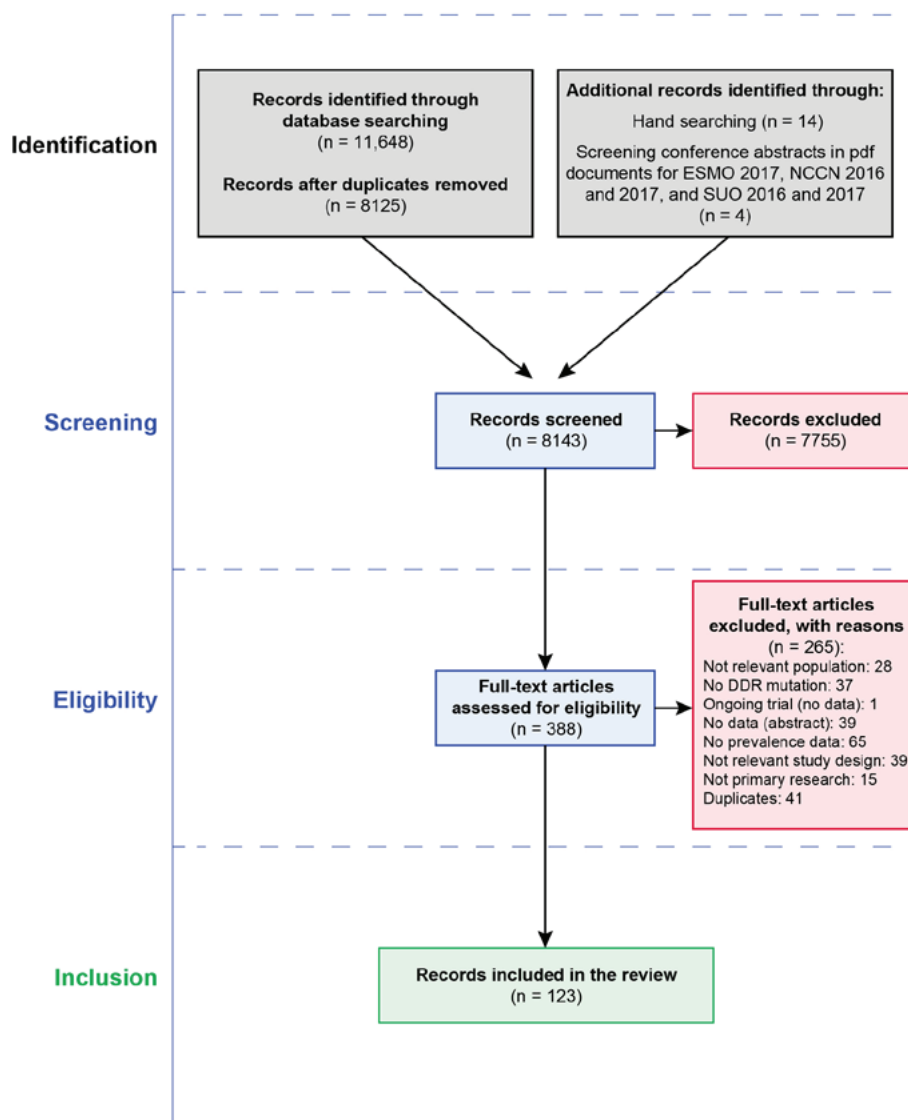 Identification
Records identified through
database searching
(n = 11,648)
Records after duplicates removed
(n = 8125)
Additional records identified through:
Hand searching (n = 14)
Screening conference abstracts in pdf
documents for ESMO 2017, NCCN 2016
and 2017, and SUO 2016 and 2017
(n = 4)
Screening
Records screened
(n = 8143)
Records excluded
(n = 7755)
Eligibility
Full-text articles
assessed for eligibility
(n = 388)
Full-text articles
excluded, with reasons
(n = 265):
Not relevant population: 28
No DDR mutation: 37
Ongoing trial (no data): 1
No data (abstract): 39
No prevalence data: 65
Not relevant study design: 39
Not primary research: 15
Duplicates: 41
Inclusion
Records included in the review
(n = 123)